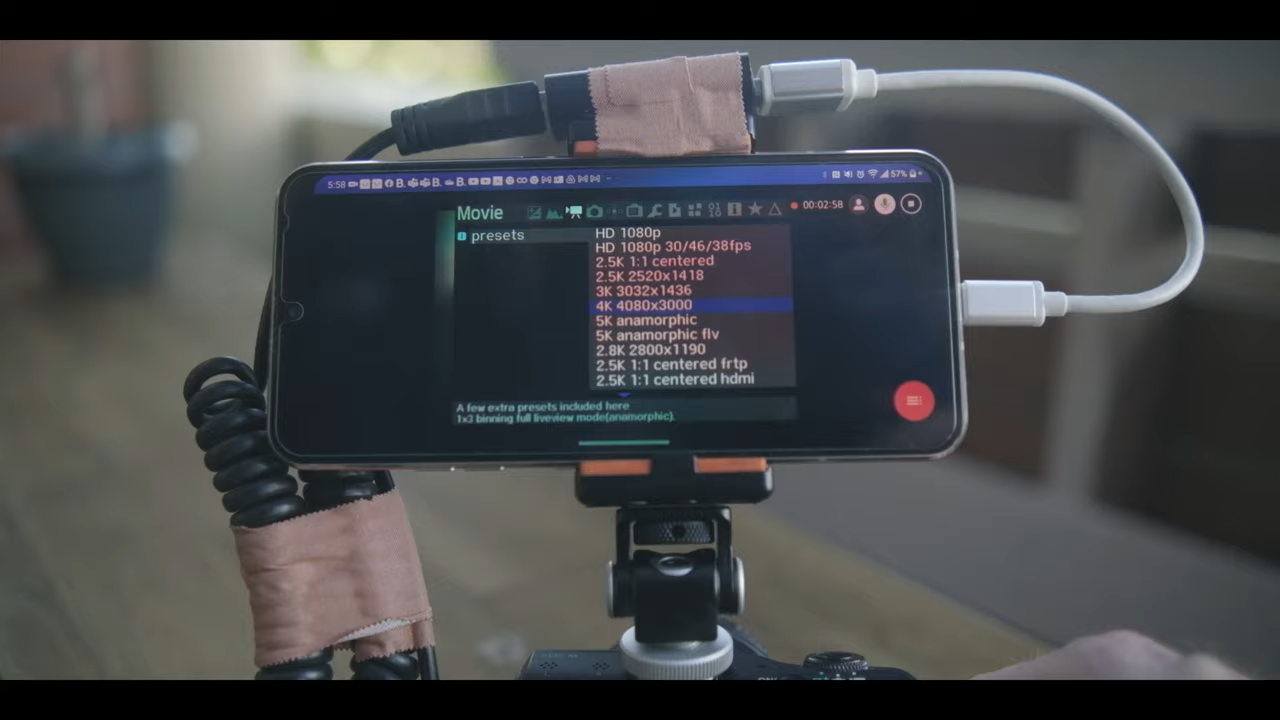 5:58
57%
Movie
00:02:58
presets
HD 1080p
HD 1080p 30/46/38fps
2.5K 1:1 centered
2.5K 2520x1418
3K 3032x1436
4K 4080x3000
5K anamorphic
5K anamorphic flv
2.8K 2800x1190
2.5K 1:1 centered frtp
2.5K 1:1 centered hdmi
A few extra presets included here
1x3 binning full liveview mode(anamorphic).